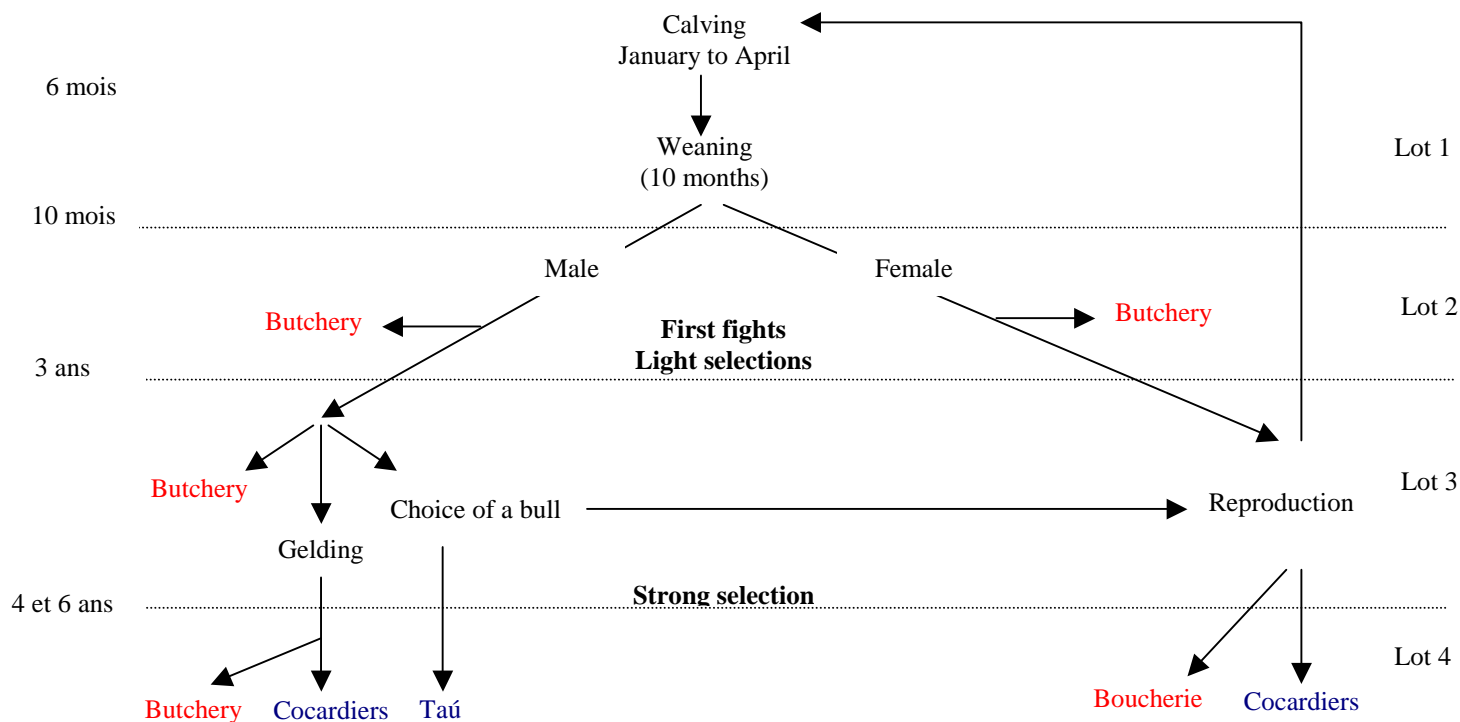 Calving
January to April
6 mois
Weaning
(10 months)
Lot 1
10 mois
Male
Female
Butchery
First fights
Light selections
Butchery
Lot 2
3 ans
Butchery
Choice of a bull
Reproduction
Lot 3
Gelding
4 et 6 ans
Strong selection
Lot 4
Butchery
Cocardiers
Taú
Boucherie
Cocardiers